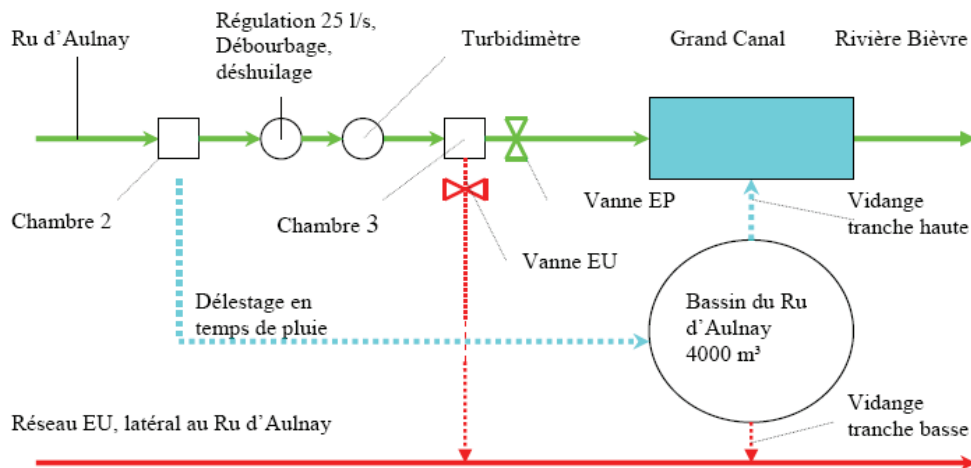 Ru d'Aulnay
Régulation 25 l/s,
Débourbage,
déshuilage
Turbidimètre
Grand Canal
Rivière Bièvre
Chambre 2
Chambre 3
Vanne EP
Vanne EU
Vidange
tranche haute
Délestage en
temps de pluie
Bassin du Ru
d'Aulnay
4000 m³
Réseau EU, latéral au Ru d'Aulnay
Vidange
tranche basse